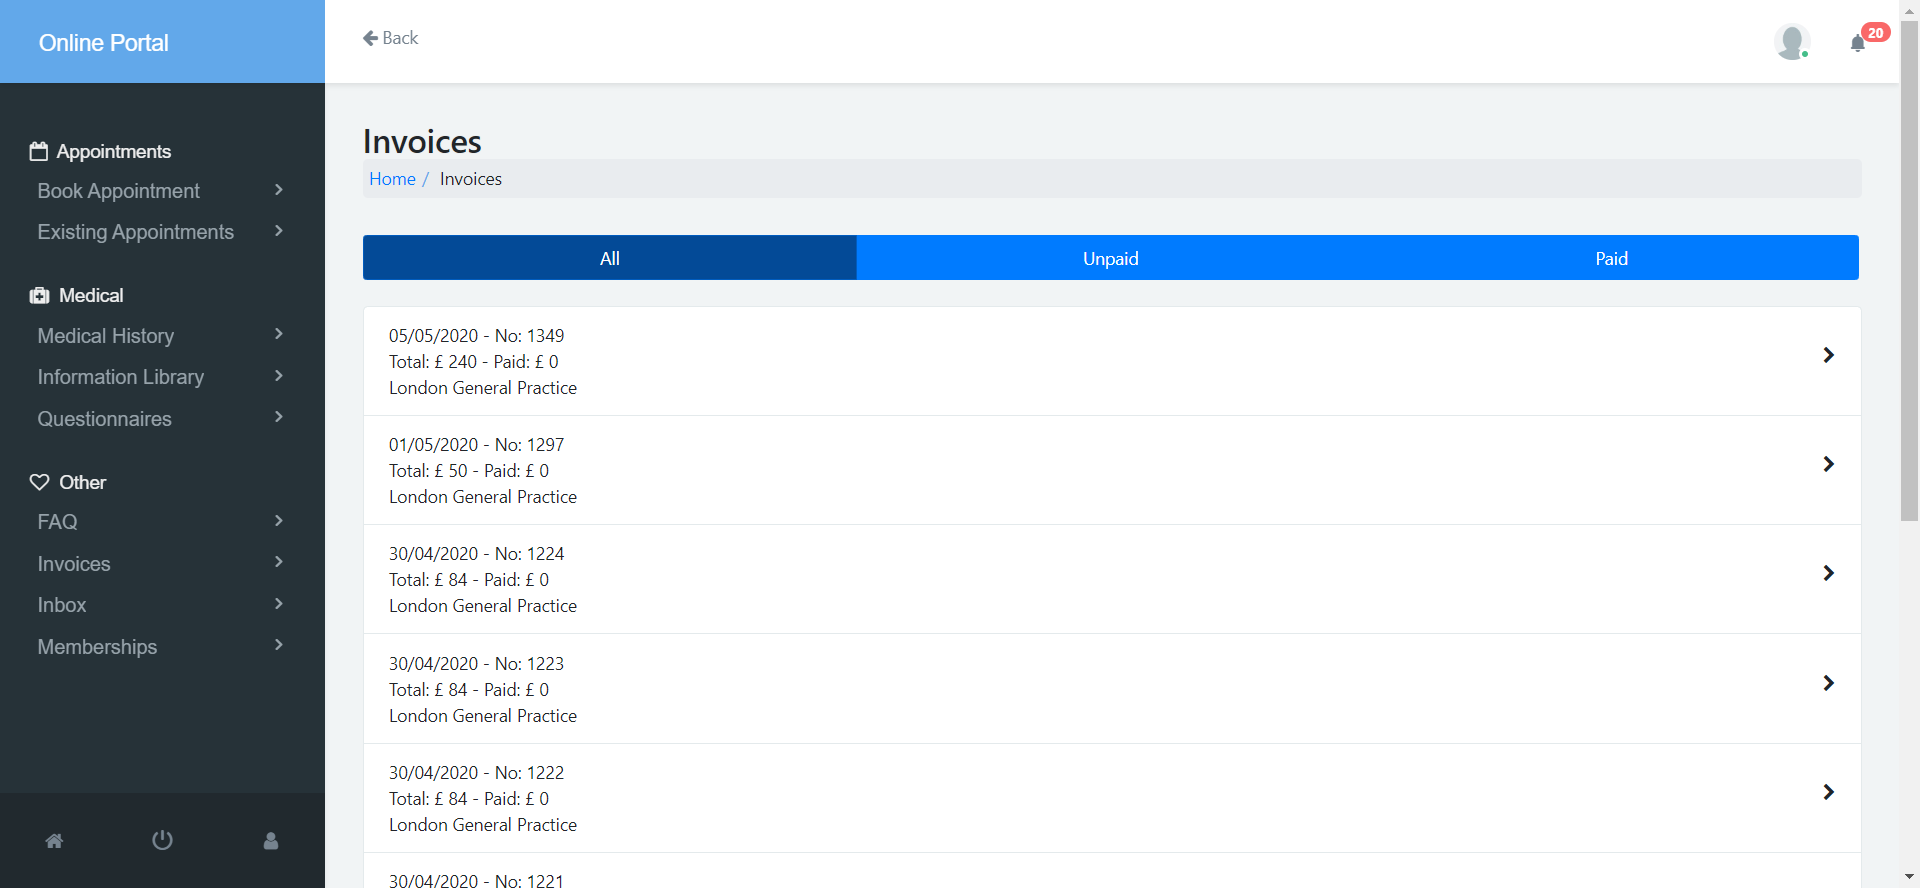 Online Portal
Back
20
Appointments
Book Appointment
Existing Appointments
Medical
Medical History
Information Library
Questionnaires
Other
FAQ
Invoices
Inbox
Memberships
Invoices
Home / Invoices
All Unpaid Paid
05/05/2020 - No: 1349
Total: £ 240 - Paid: £ 0
London General Practice
01/05/2020 - No: 1297
Total: £ 50 - Paid: £ 0
London General Practice
30/04/2020 - No: 1224
Total: £ 84 - Paid: £ 0
London General Practice
30/04/2020 - No: 1223
Total: £ 84 - Paid: £ 0
London General Practice
30/04/2020 - No: 1222
Total: £ 84 - Paid: £ 0
London General Practice
30/04/2020 - No: 1221